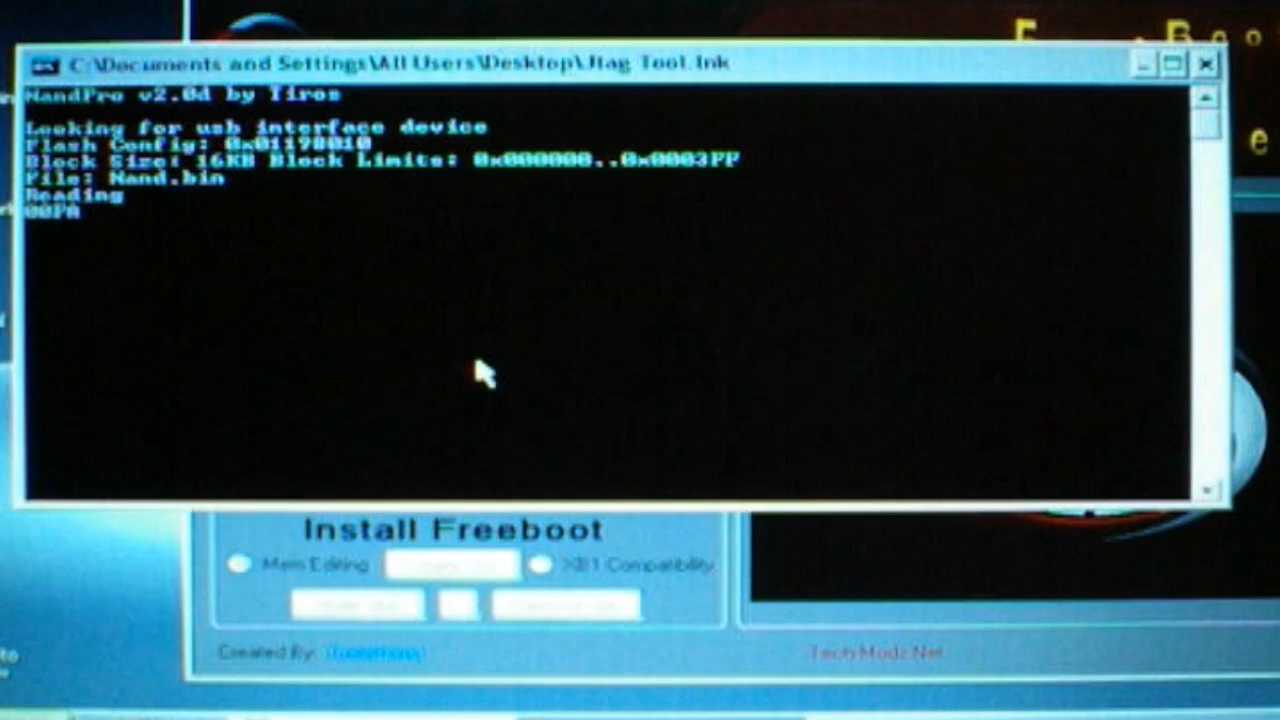 C:\Documents and Settings\All Users\Desktop\Jtag Tool.lnk
NandPro v2.0d by Tiros
Looking for usb interface device
Flash Config: 0x01198010
Block Size: 16KB Block Limits: 0x000000..0x0003FF
File: Nand.bin
Reading
00FA
Install Freeboot
Mem Editing
XB1 Compatibility
Created By:
TechModz.Net